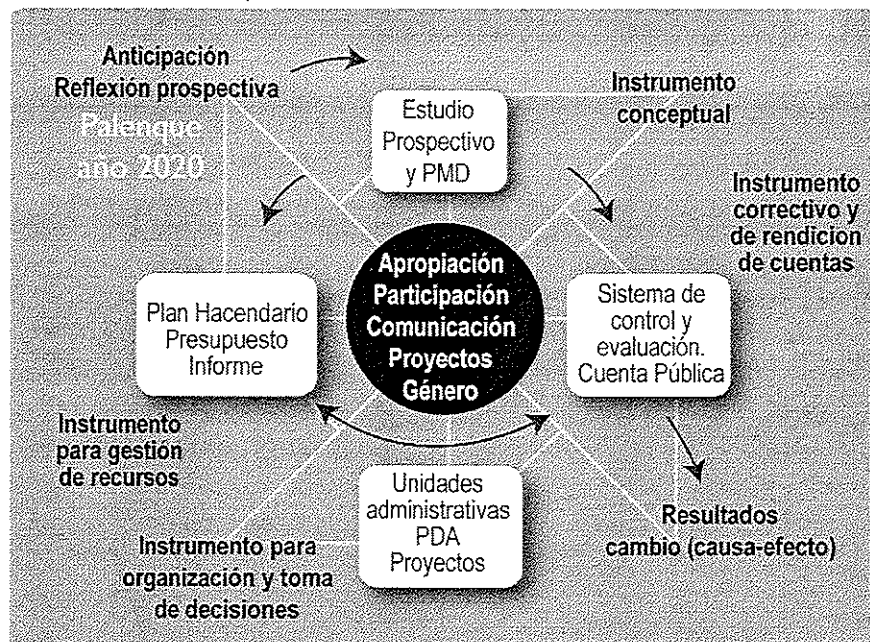 Anticipación
Reflexión prospectiva
Palenque
año 2020
Estudio
Prospectivo
y PMD
Instrumento
conceptual
Instrumento
correctivo y
de rendicion
de cuentas
Apropiación
Participación
Comunicación
Proyectos
Género
Plan Hacendario
Presupuesto
Informe
Sistema de
control y
evaluación.
Cuenta Pública
Instrumento
para gestión
de recursos
Unidades
administrativas
PDA
Proyectos
Resultados
cambio (causa-efecto)
Instrumento para
organización y toma
de decisiones